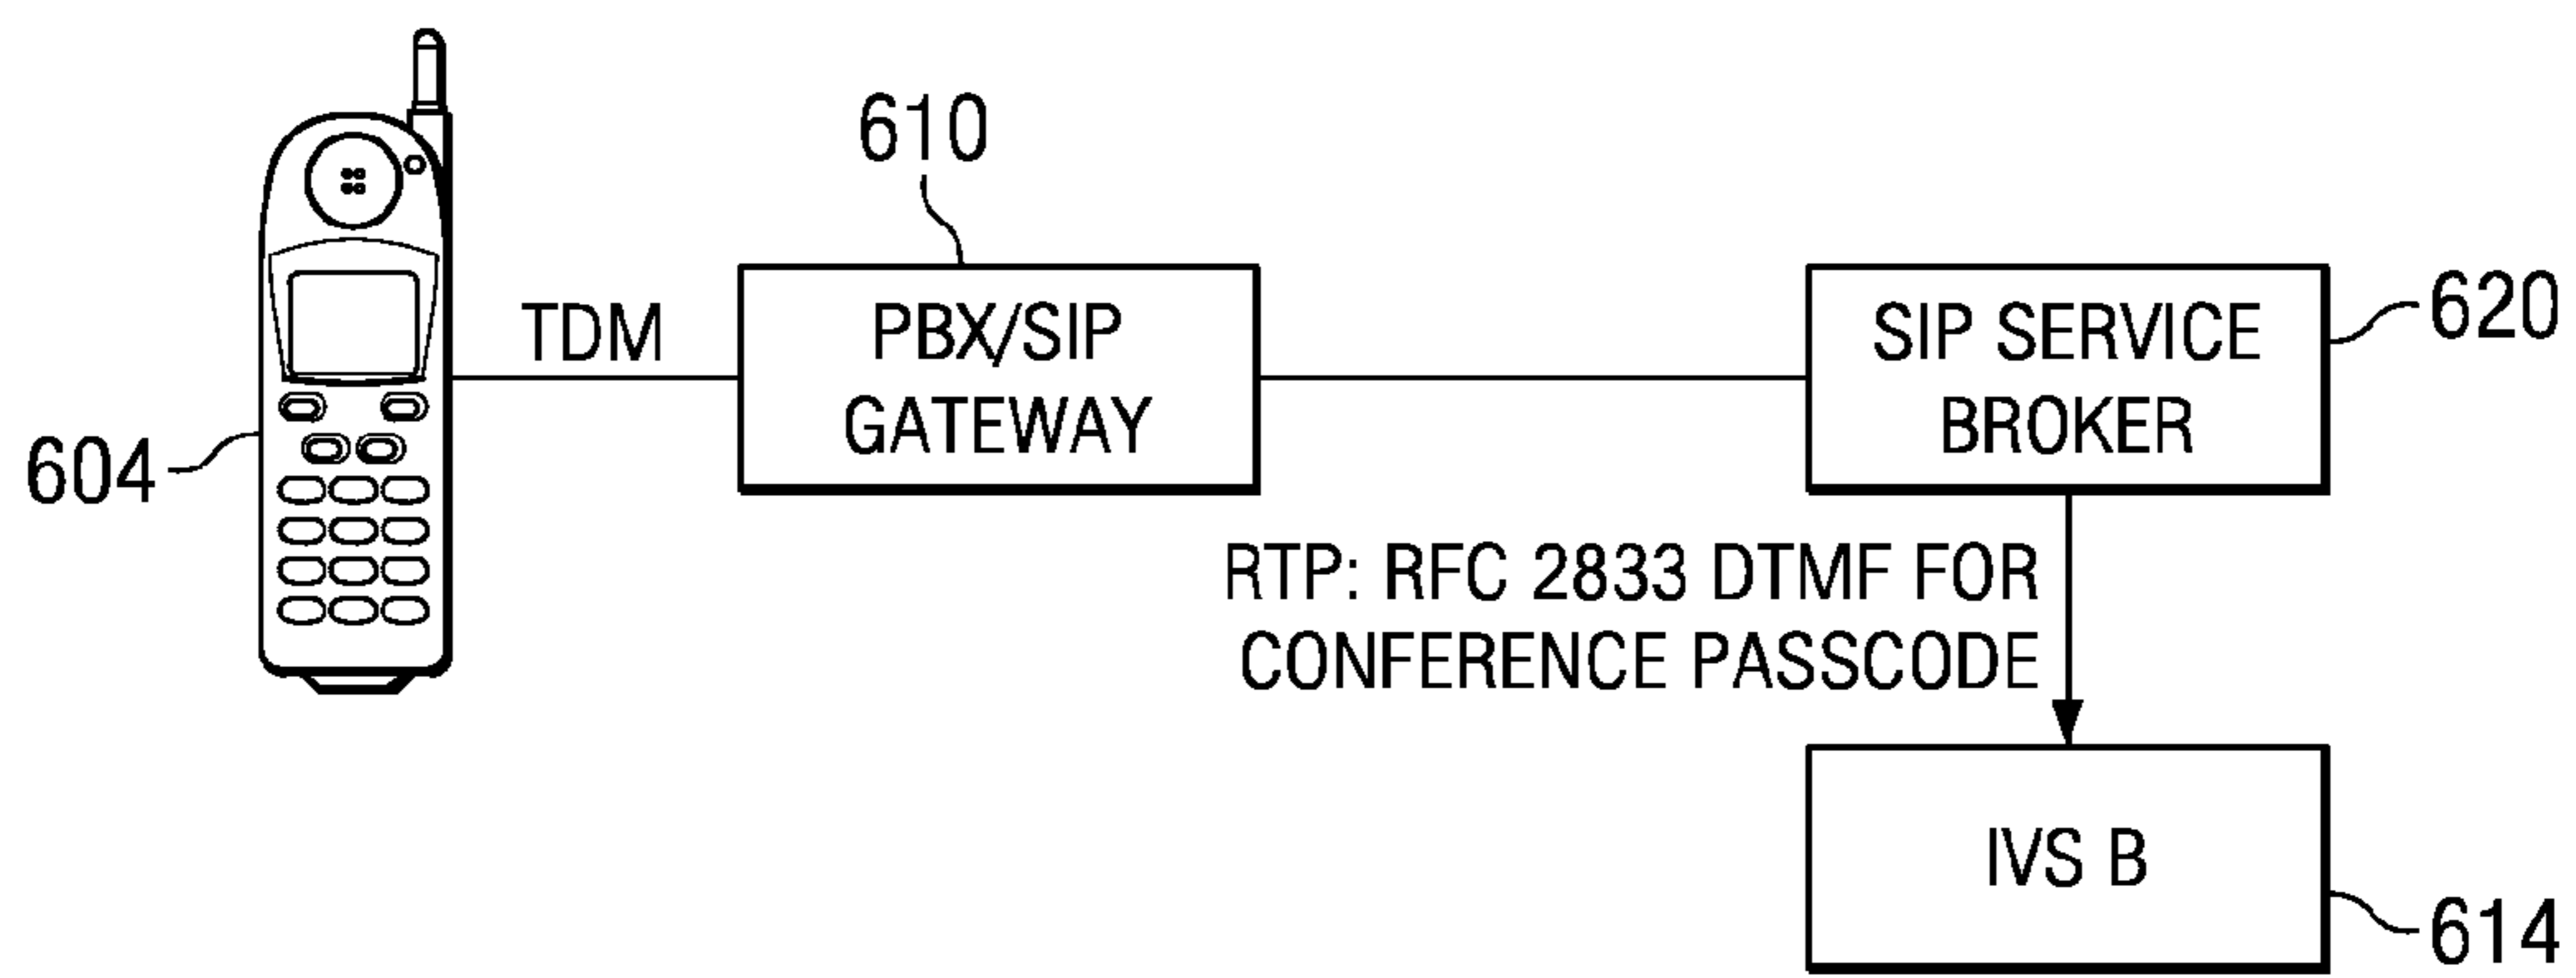 610
TDM
PBX/SIP
GATEWAY
SIP SERVICE
BROKER
620
604
RTP: RFC 2833 DTMF FOR
CONFERENCE PASSCODE
IVS B
614